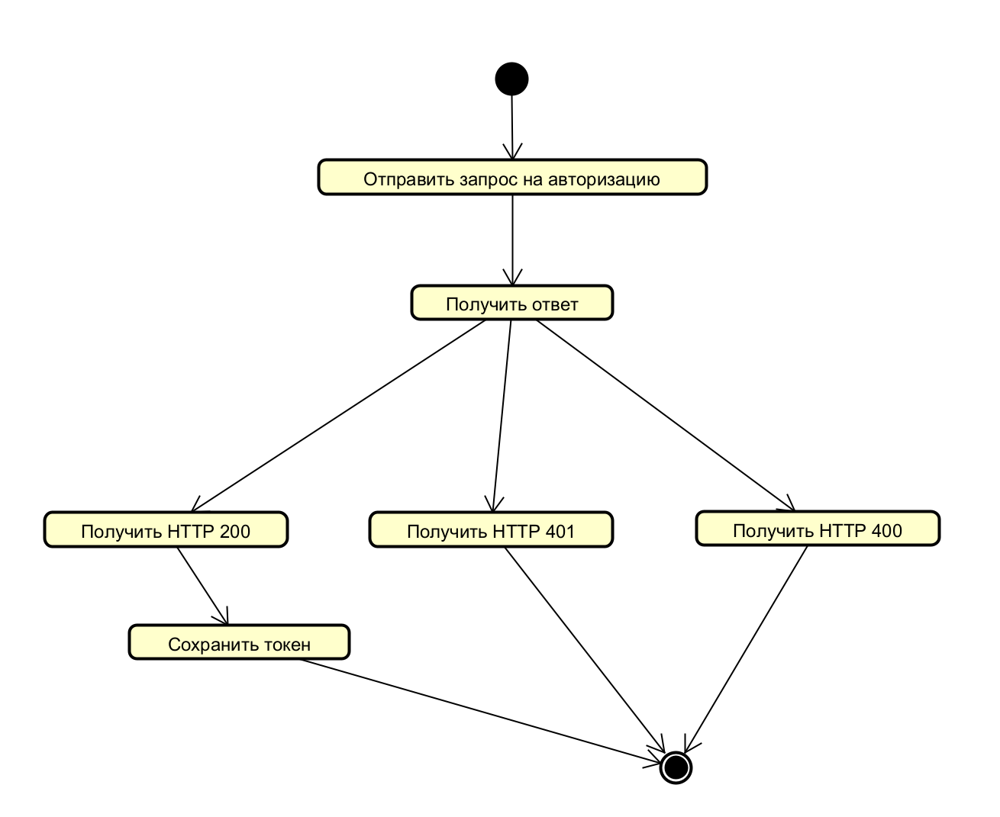 Отправить запрос на авторизацию
Получить ответ
Получить HTTP 200
Получить HTTP 401
Получить HTTP 400
Сохранить токен